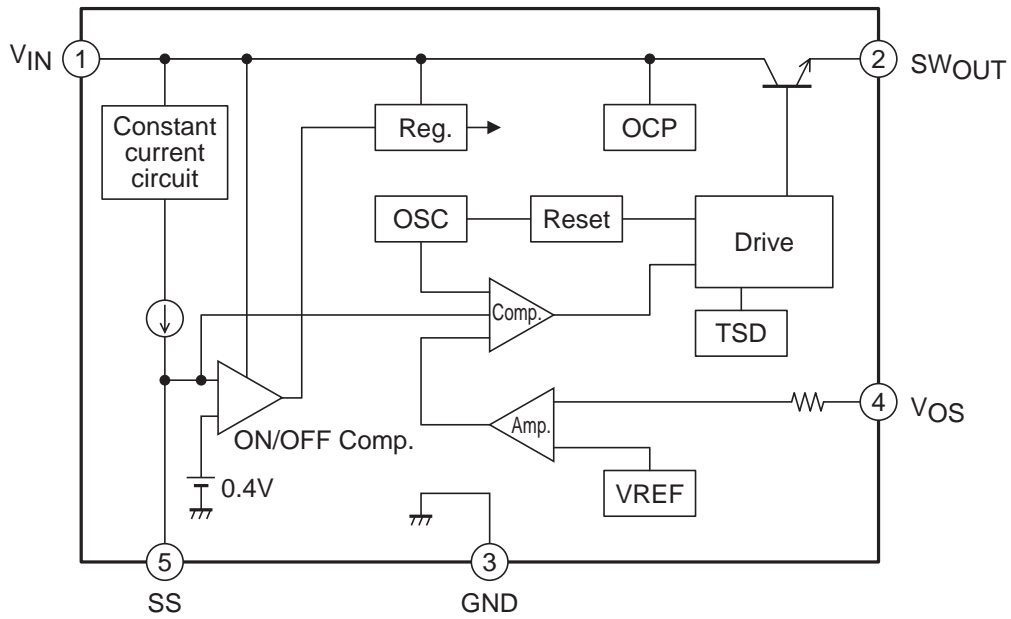 VIN
1
2
SWOUT
Constant
current
circuit
Reg.
OCP
OSC
Reset
Drive
Comp.
TSD
4
VOS
Amp.
ON/OFF Comp.
0.4V
VREF
5
3
SS
GND